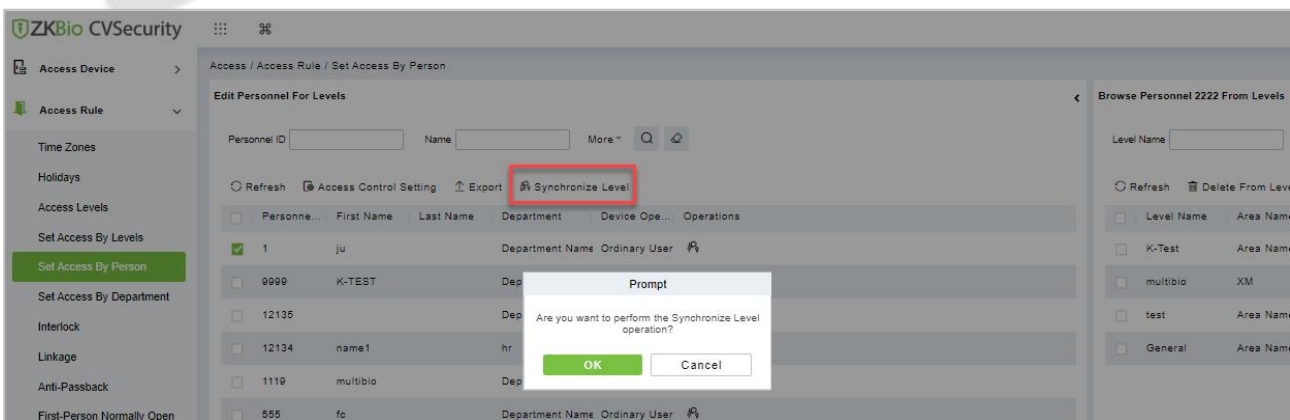 ZKBio CVSecurity
Access Device
Access Rule
Time Zones
Holidays
Access Levels
Set Access By Levels
Set Access By Person
Set Access By Department
Interlock
Linkage
Anti-Passback
First-Person Normally Open
Access / Access Rule / Set Access By Person
Edit Personnel For Levels
Personnel ID Name More
Refresh Access Control Setting Export Synchronize Level
Personne... First Name Last Name Department Device Ope... Operations
1 ju Department Name Ordinary User
9999 K-TEST Dep
12135 Dep
12134 name1 hr
1119 multibio Dep
555 fc Department Name Ordinary User
Prompt
Are you want to perform the Synchronize Level
operation?
OK Cancel
Browse Personnel 2222 From Levels
Level Name
Refresh Delete From Leve
Level Name Area Name
K-Test Area Name
multibio XM
test Area Name
General Area Name